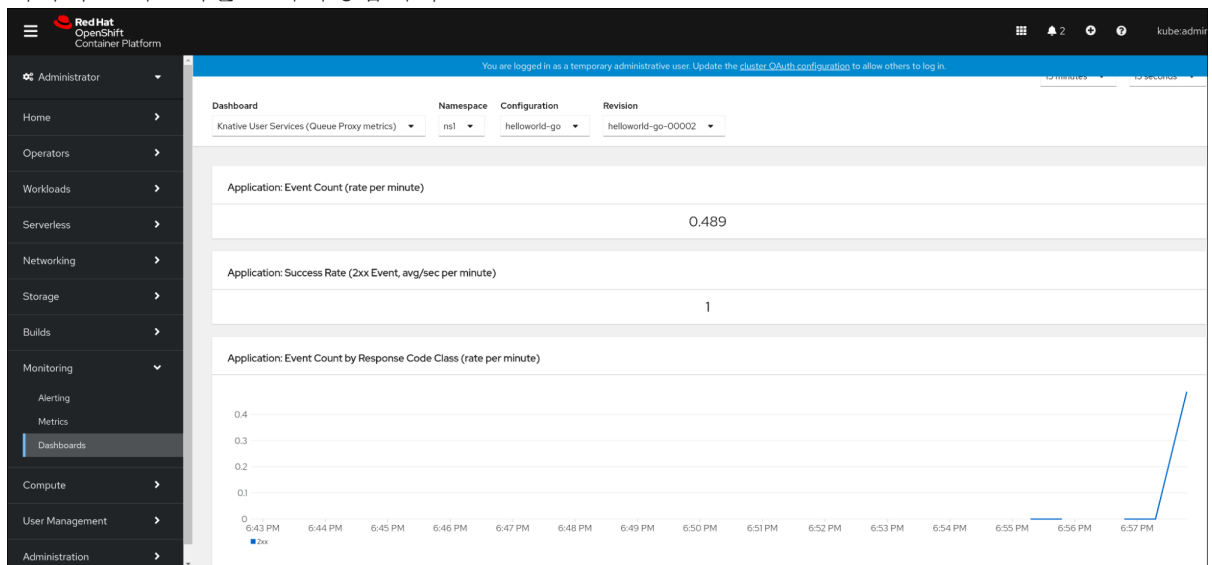 Red Hat
OpenShift
Container Platform
2
kube:admin
You are logged in as a temporary administrative user. Update the cluster OAuth configuration to allow others to log in.
Administrator
Home
Operators
Workloads
Serverless
Networking
Storage
Builds
Monitoring
Alerting
Metrics
Dashboards
Compute
User Management
Administration
15 minutes
15 seconds
Dashboard
Namespace
Configuration
Revision
Knative User Services (Queue Proxy metrics)
ns1
helloworld-go
helloworld-go-00002
Application: Event Count (rate per minute)
0.489
Application: Success Rate (2xx Event, avg/sec per minute)
1
Application: Event Count by Response Code Class (rate per minute)
0.4
0.3
0.2
0.1
0
6:43 PM 6:44 PM 6:45 PM 6:46 PM 6:47 PM 6:48 PM 6:49 PM 6:50 PM 6:51 PM 6:52 PM 6:53 PM 6:54 PM 6:55 PM 6:56 PM 6:57 PM
2xx